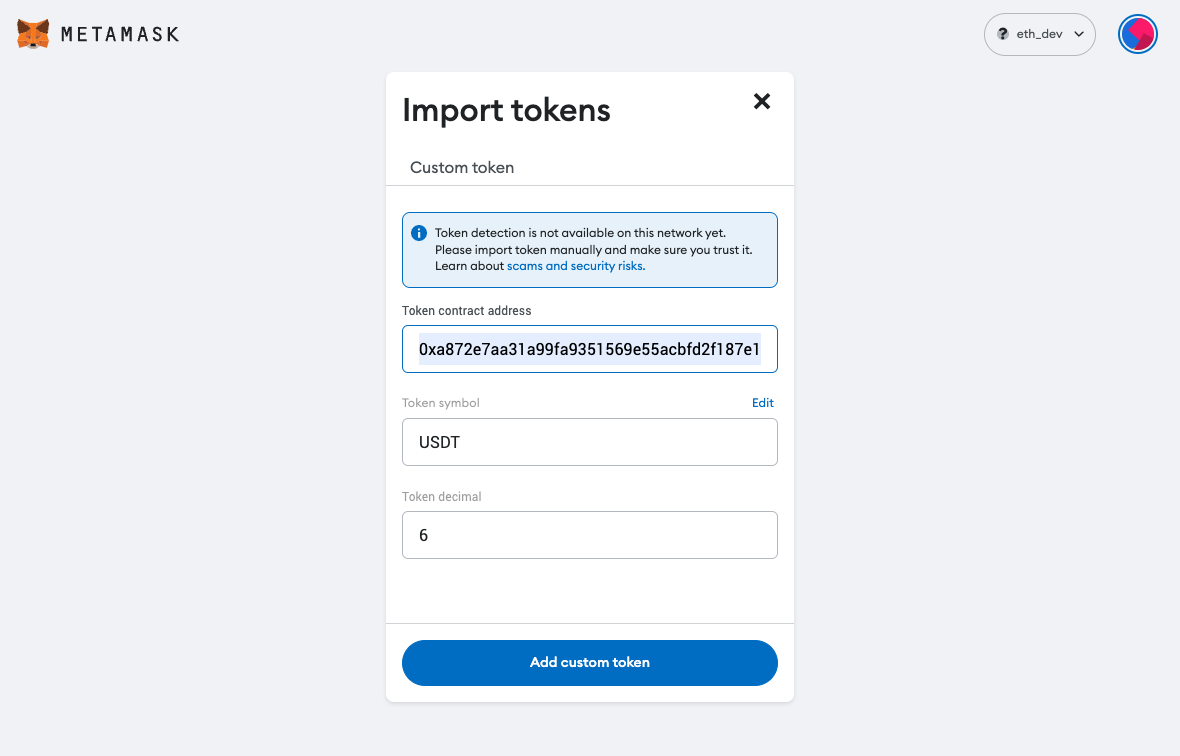 METAMASK
? eth_dev
Import tokens
Custom token
Token detection is not available on this network yet.
Please import token manually and make sure you trust it.
Learn about scams and security risks.
Token contract address
0xa872e7aa31a99fa9351569e55acbfd2f187e1
Token symbol
Edit
USDT
Token decimal
6
Add custom token